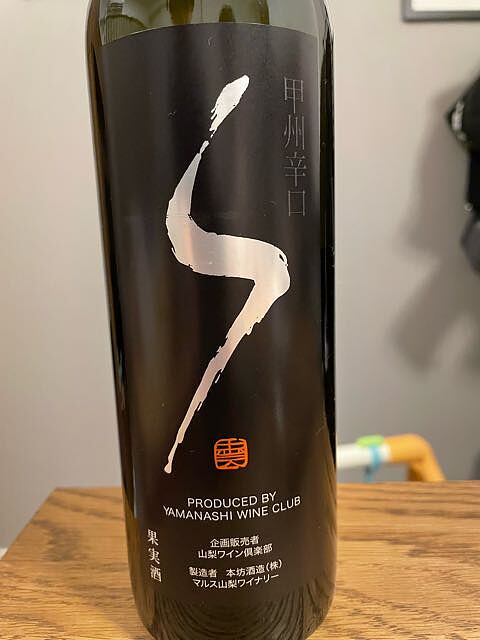 甲州辛口
PRODUCED BY
YAMANASHI WINE CLUB
企画販売者
山梨ワイン倶楽部
製造者 本坊酒造(株)
マルス山梨ワイナリー
果実酒